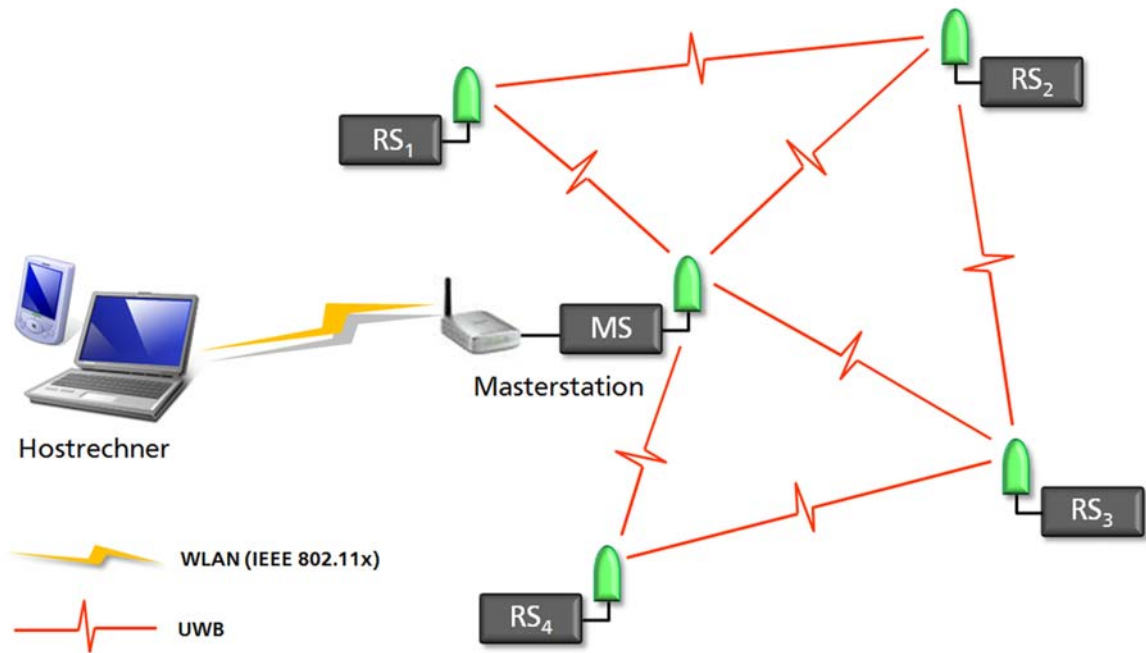 RS₂
RS₁
MS
Masterstation
Hostrechner
RS₃
WLAN (IEEE 802.11x)
RS₄
UWB